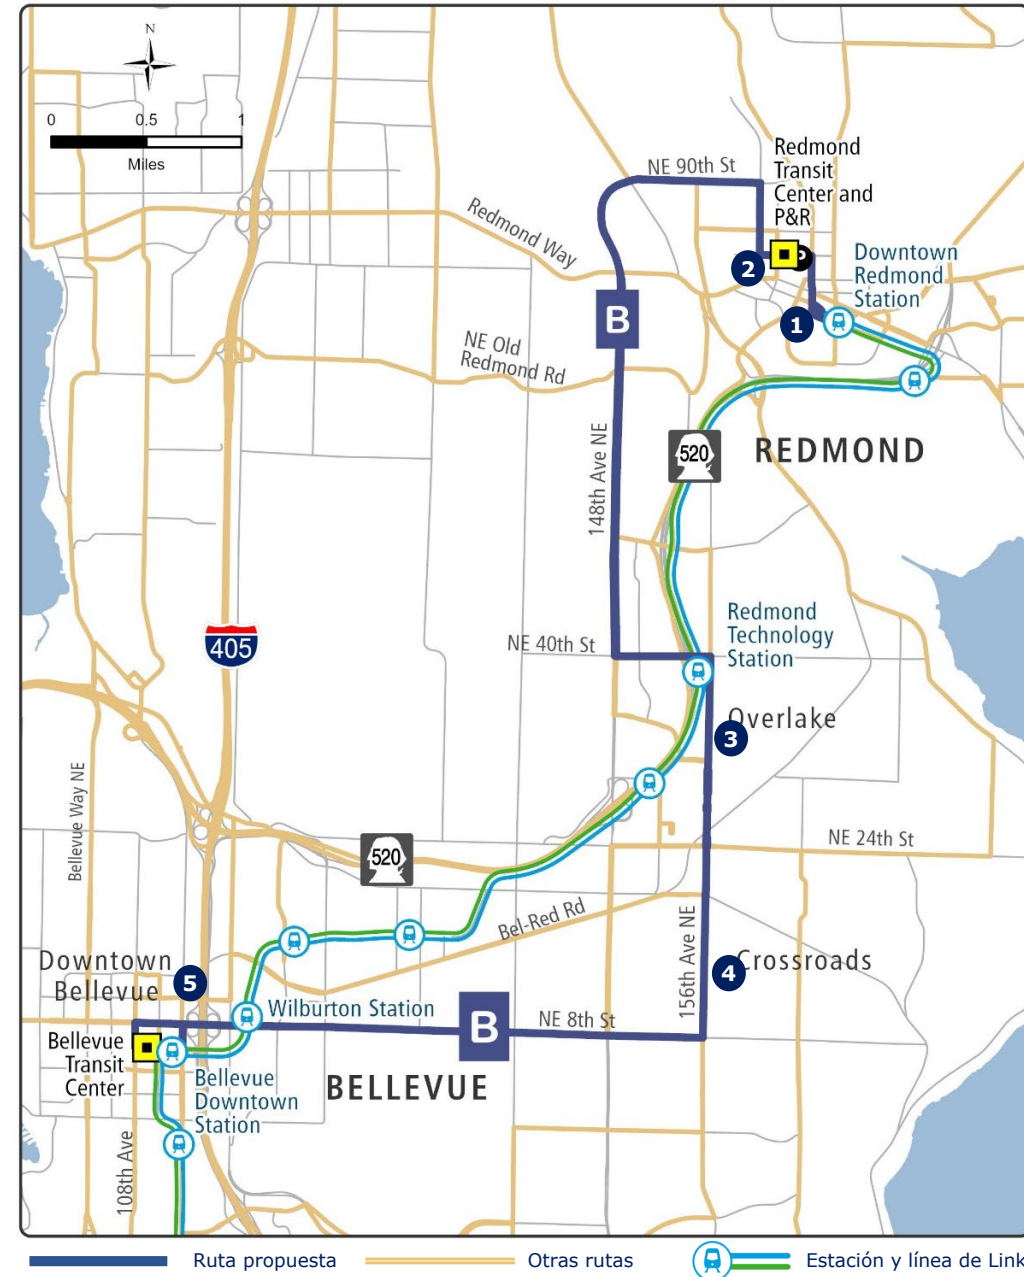 N
0 0.5 1
Miles
NE 90th St
Redmond
Transit
Center and
P&R
Redmond Way
2
P
Downtown
Redmond
Station
1
B
NE Old
Redmond Rd
520
REDMOND
148th Ave NE
405
NE 40th St
Redmond
Technology
Station
Overlake
3
Bellevue Way NE
520
NE 24th St
Bel-Red Rd
156th Ave NE
Downtown
Bellevue
5
4
Crossroads
Wilburton Station
B
NE 8th St
Bellevue
Transit
Center
Bellevue
Downtown
Station
BELLEVUE
108th Ave
Ruta propuesta
Otras rutas
Estación y línea de Link